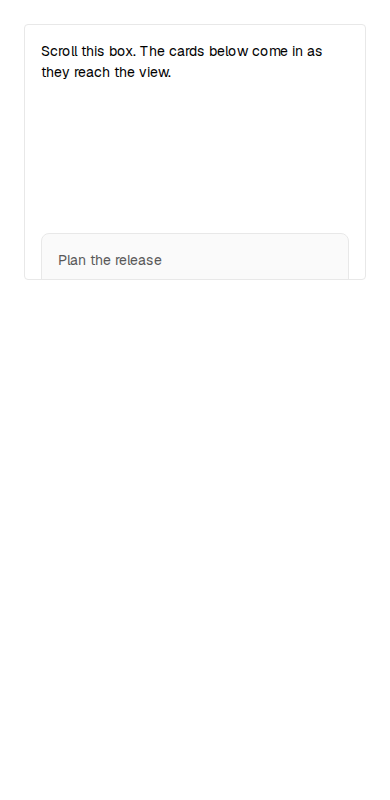 Scroll this box. The cards below come in as
they reach the view.
Plan the release